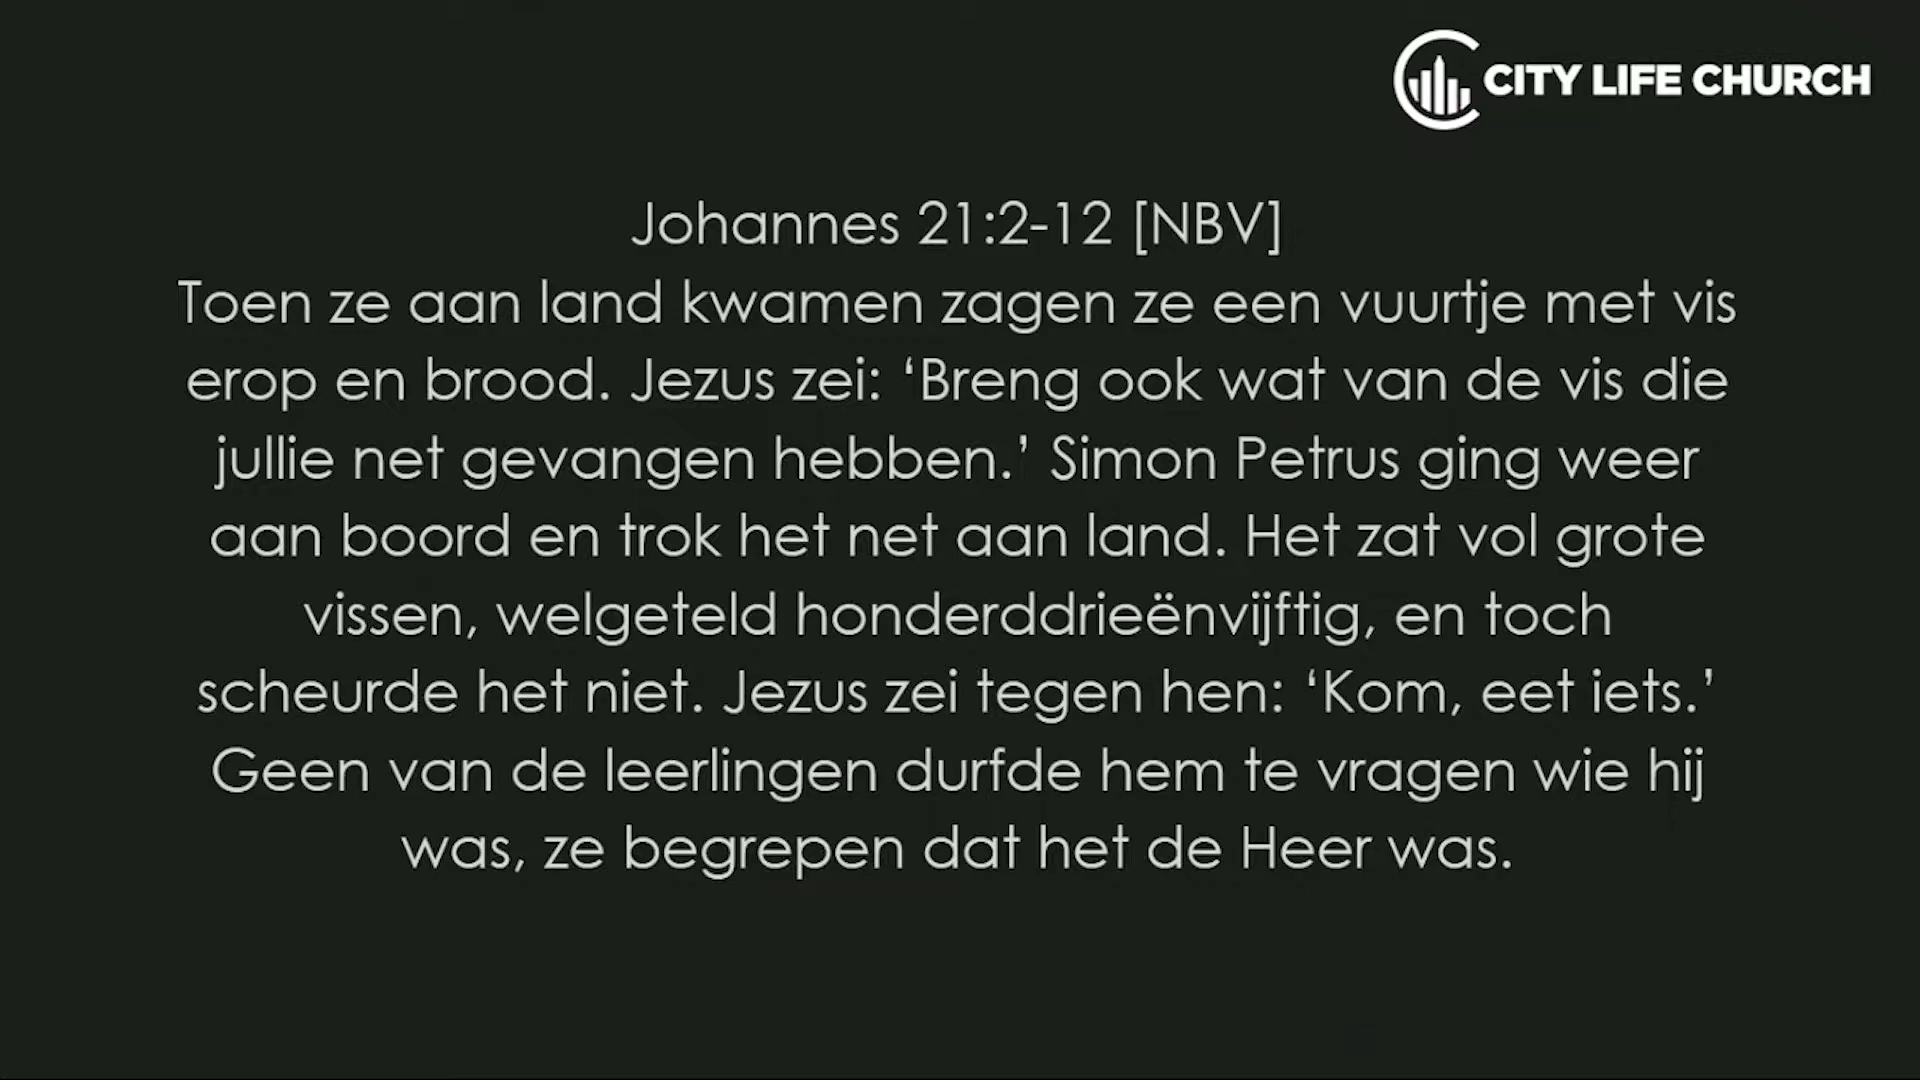 CITY LIFE CHURCH
Johannes 21:2-12 [NBV]
Toen ze aan land kwamen zagen ze een vuurtje met vis
erop en brood. Jezus zei: ‘Breng ook wat van de vis die
jullie net gevangen hebben.’ Simon Petrus ging weer
aan boord en trok het net aan land. Het zat vol grote
vissen, welgeteld honderddrieënvijftig, en toch
scheurde het niet. Jezus zei tegen hen: ‘Kom, eet iets.’
Geen van de leerlingen durfde hem te vragen wie hij
was, ze begrepen dat het de Heer was.